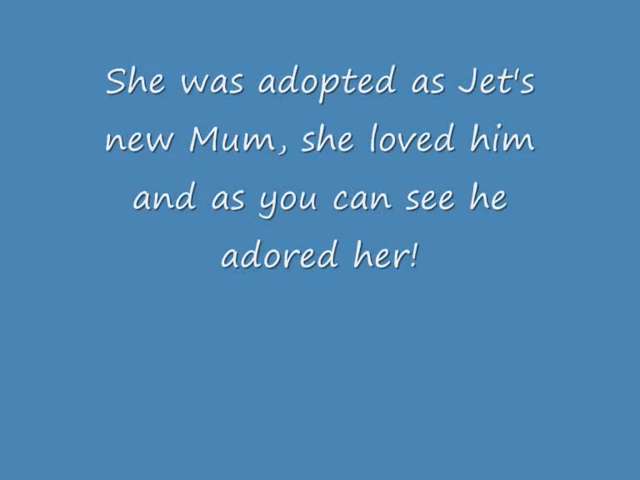 She was adopted as Jet's
new Mum, she loved him
and as you can see he
adored her!